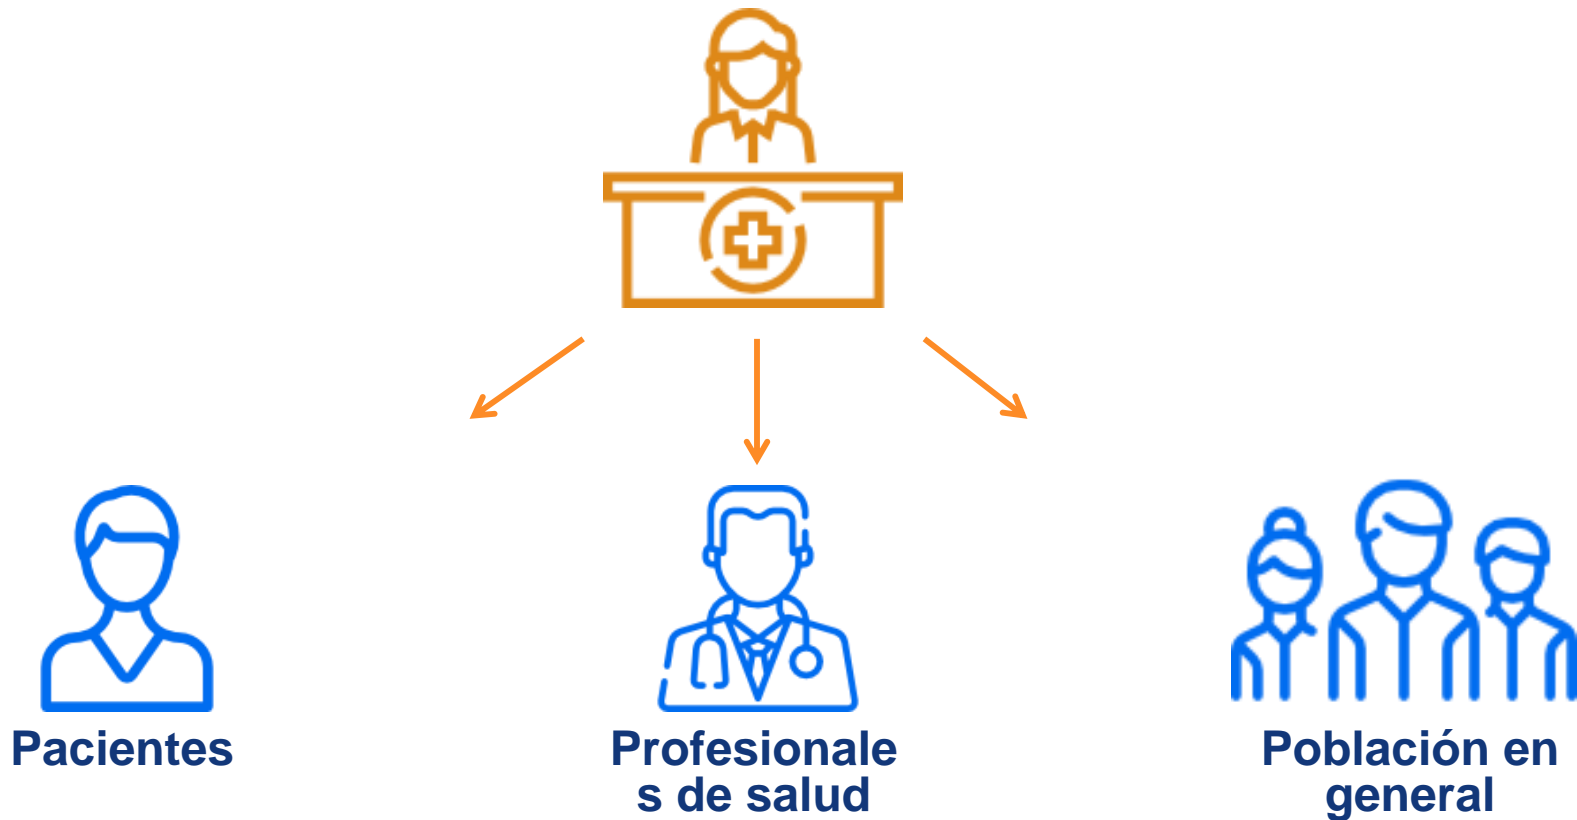 Pacientes
Profesionale
s de salud
Población en
general